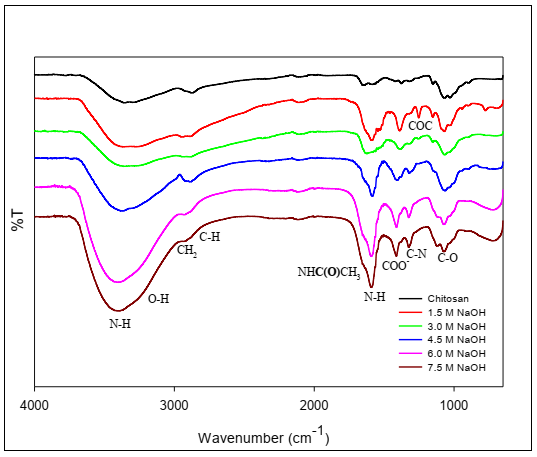 %T
COC
C-H
CH2
O-H
N-H
NHC(O)CH3
N-H
COO-
C-N
C-O
Chitosan
1.5 M NaOH
3.0 M NaOH
4.5 M NaOH
6.0 M NaOH
7.5 M NaOH
4000 3000 2000 1000
Wavenumber (cm-1)